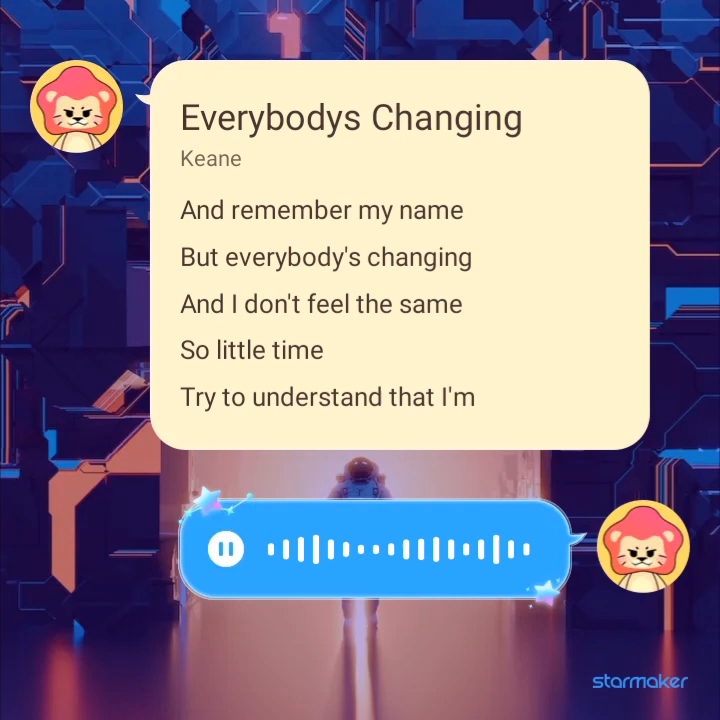 Everybodys Changing
Keane
And remember my name
But everybody's changing
And I don't feel the same
So little time
Try to understand that I'm
starmaker